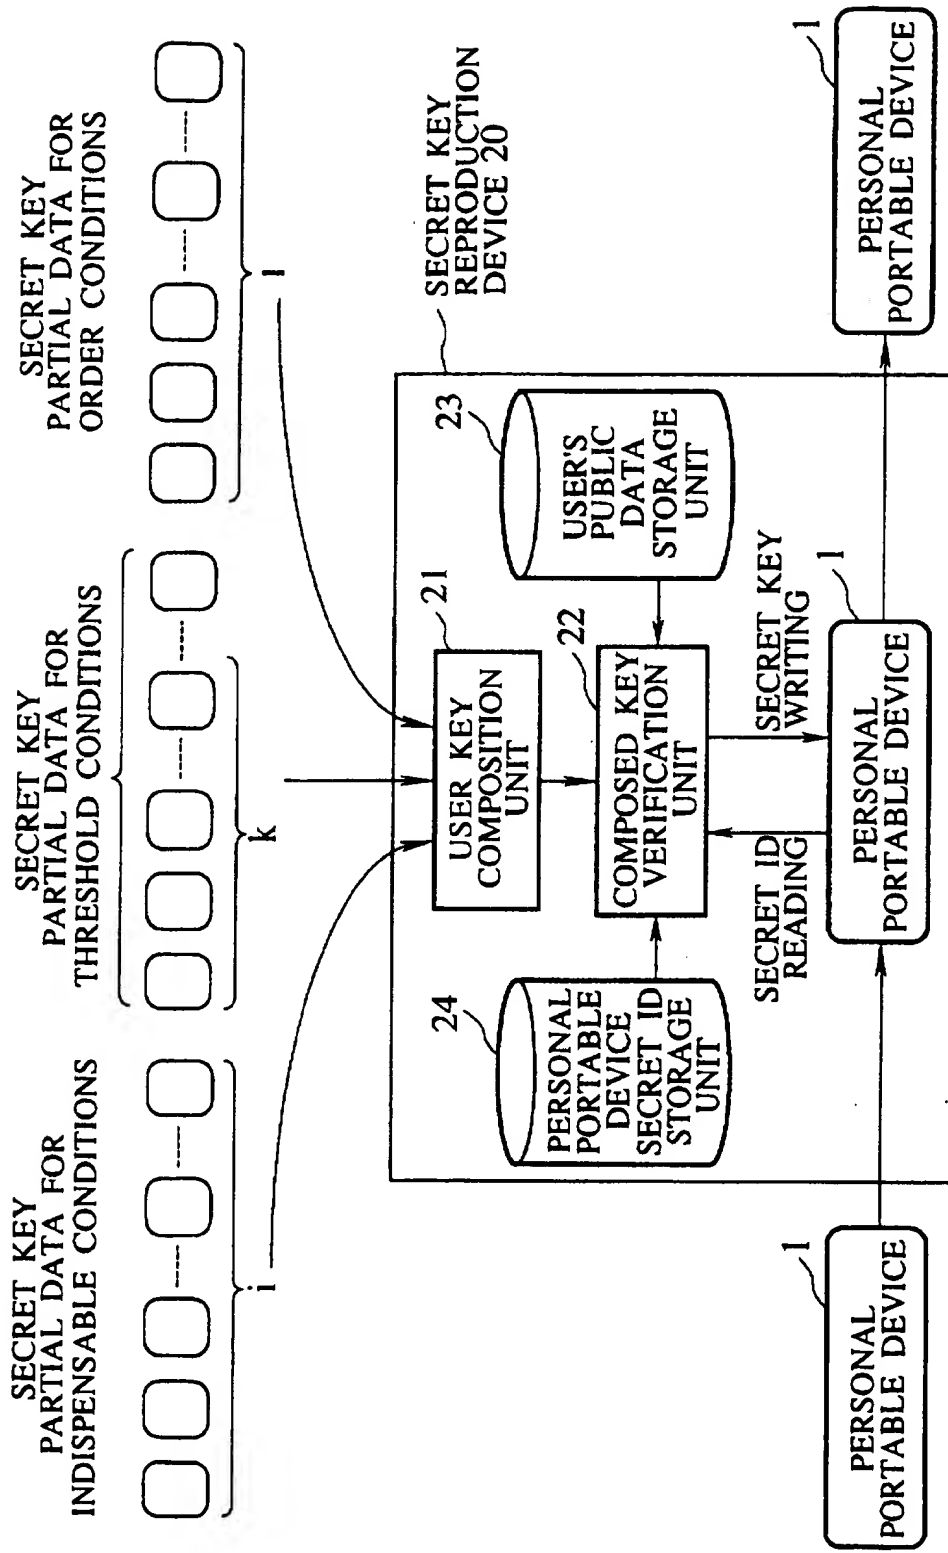 SECRET KEY
PARTIAL DATA FOR
INDISPENSABLE CONDITIONS
i
SECRET KEY
PARTIAL DATA FOR
THRESHOLD CONDITIONS
k
SECRET KEY
PARTIAL DATA FOR
ORDER CONDITIONS
l
SECRET KEY
REPRODUCTION
DEVICE 20
21
USER KEY
COMPOSITION
UNIT
24
PERSONAL
PORTABLE
DEVICE
SECRET ID
STORAGE
UNIT
22
COMPOSED KEY
VERIFICATION
UNIT
23
USER'S
PUBLIC
DATA
STORAGE
UNIT
SECRET ID
READING
SECRET KEY
WRITING
1
PERSONAL
PORTABLE DEVICE
1
PERSONAL
PORTABLE DEVICE
1
PERSONAL
PORTABLE DEVICE